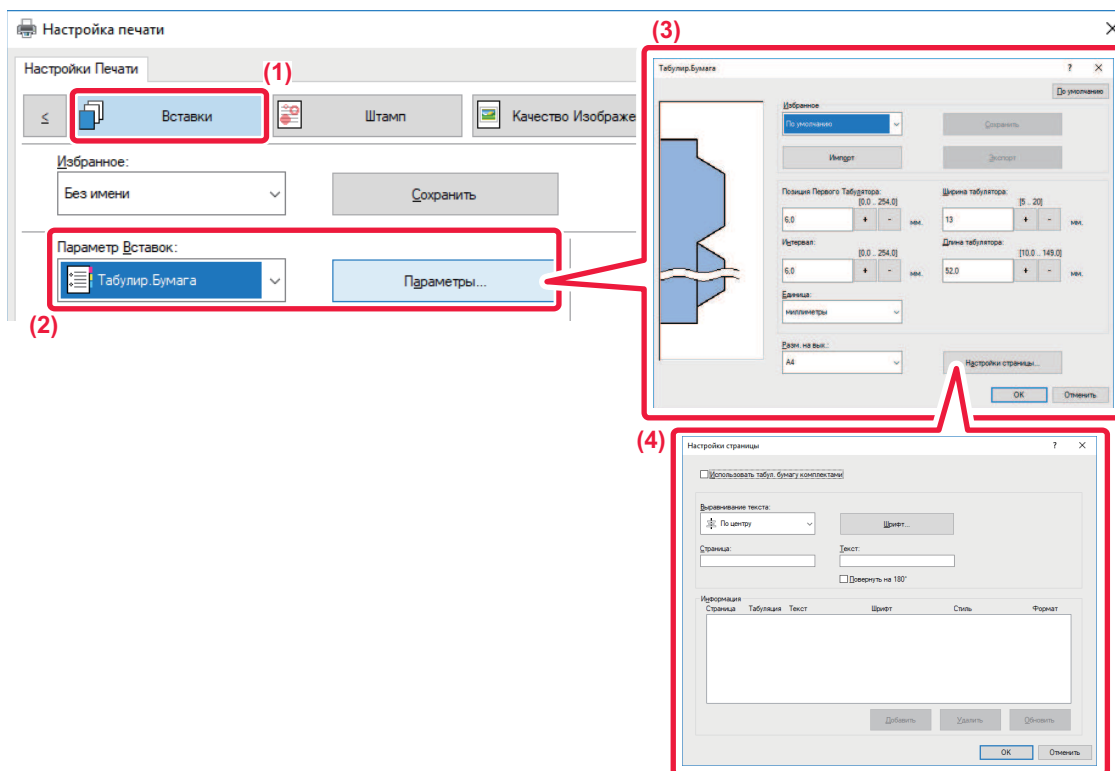 Настройка печати
Настройки Печати
(1)
≤ Вставки Штамп Качество Изображе
Избранное:
Без имени Сохранить
Параметр Вставок:
Табулир.Бумага Параметры...
(2)
(3)
Табулир.Бумага ? X
По умолчанию
Избранное
По умолчанию Сохранить
Импорт Экспорт
Позиция Первого Табулятора: Ширина табулятора:
[0,0 .. 254,0] [5 .. 20]
6,0 + - мм. 13 + - мм.
Интервал: Длина табулятора:
[0,0 .. 254,0] [10,0 .. 149,0]
6,0 + - мм. 52,0 + - мм.
Единица:
миллиметры
Разм. на вых.:
A4 Настройки страницы...
OK Отменить
(4)
Настройки страницы ? X
Использовать табул. бумагу комплектами
Выравнивание текста:
По центру Шрифт...
Страница: Текст:
Повернуть на 180°
Информация
Страница Табуляция Текст Шрифт Стиль Формат
Добавить Удалить Обновить
OK Отменить